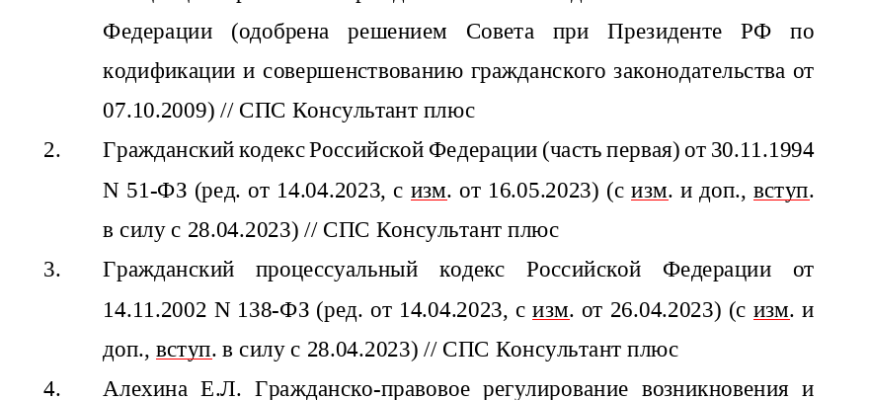 Федерации (одобрена решением Совета при Президенте РФ по
кодификации и совершенствованию гражданского законодательства от
07.10.2009) // СПС Консультант плюс
2. Гражданский кодекс Российской Федерации (часть первая) от 30.11.1994
N 51-ФЗ (ред. от 14.04.2023, с изм. от 16.05.2023) (с изм. и доп., вступ.
в силу с 28.04.2023) // СПС Консультант плюс
3. Гражданский процессуальный кодекс Российской Федерации от
14.11.2002 N 138-ФЗ (ред. от 14.04.2023, с изм. от 26.04.2023) (с изм. и
доп., вступ. в силу с 28.04.2023) // СПС Консультант плюс
4. Алехина Е.Л. Гражданско-правовое регулирование возникновения и